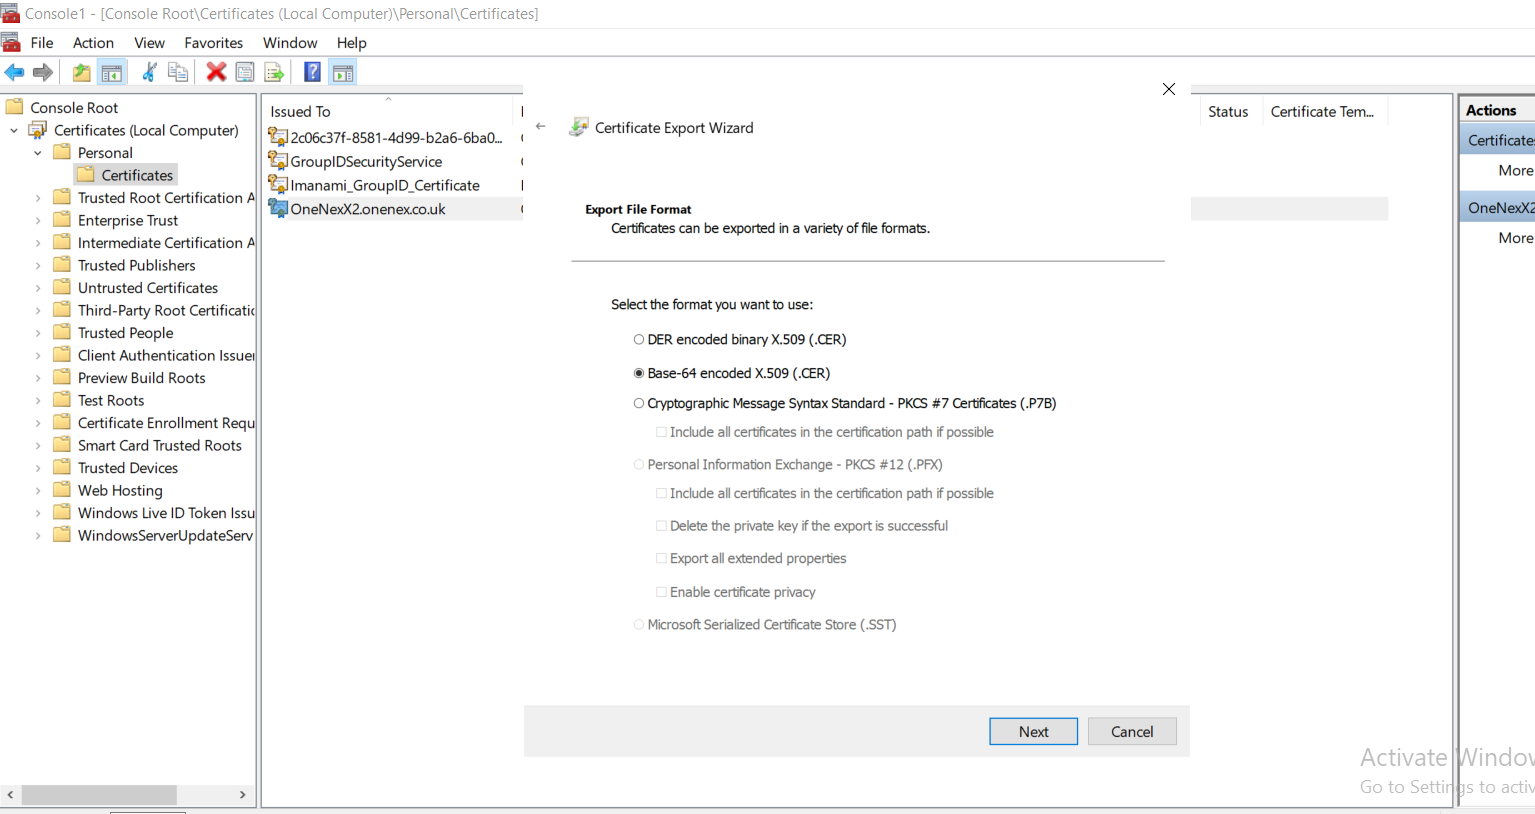 Console1 - [Console Root\Certificates (Local Computer)\Personal\Certificates]
File Action View Favorites Window Help
Console Root
Certificates (Local Computer)
Personal
Certificates
Trusted Root Certification A
Enterprise Trust
Intermediate Certification A
Trusted Publishers
Untrusted Certificates
Third-Party Root Certificatio
Trusted People
Client Authentication Issuer
Preview Build Roots
Test Roots
Certificate Enrollment Requ
Smart Card Trusted Roots
Trusted Devices
Web Hosting
Windows Live ID Token Issu
WindowsServerUpdateServ
Issued To
2c06c37f-8581-4d99-b2a6-6ba0...
GroupIDSecurityService
Imanami_GroupID_Certificate
OneNexX2.onenex.co.uk
Certificate Export Wizard
Export File Format
Certificates can be exported in a variety of file formats.
Select the format you want to use:
DER encoded binary X.509 (.CER)
Base-64 encoded X.509 (.CER)
Cryptographic Message Syntax Standard - PKCS #7 Certificates (.P7B)
Include all certificates in the certification path if possible
Personal Information Exchange - PKCS #12 (.PFX)
Include all certificates in the certification path if possible
Delete the private key if the export is successful
Export all extended properties
Enable certificate privacy
Microsoft Serialized Certificate Store (.SST)
Next Cancel
Status Certificate Tem...
Actions
Certificates
More
OneNexX2
More
Activate Window
Go to Settings to activ